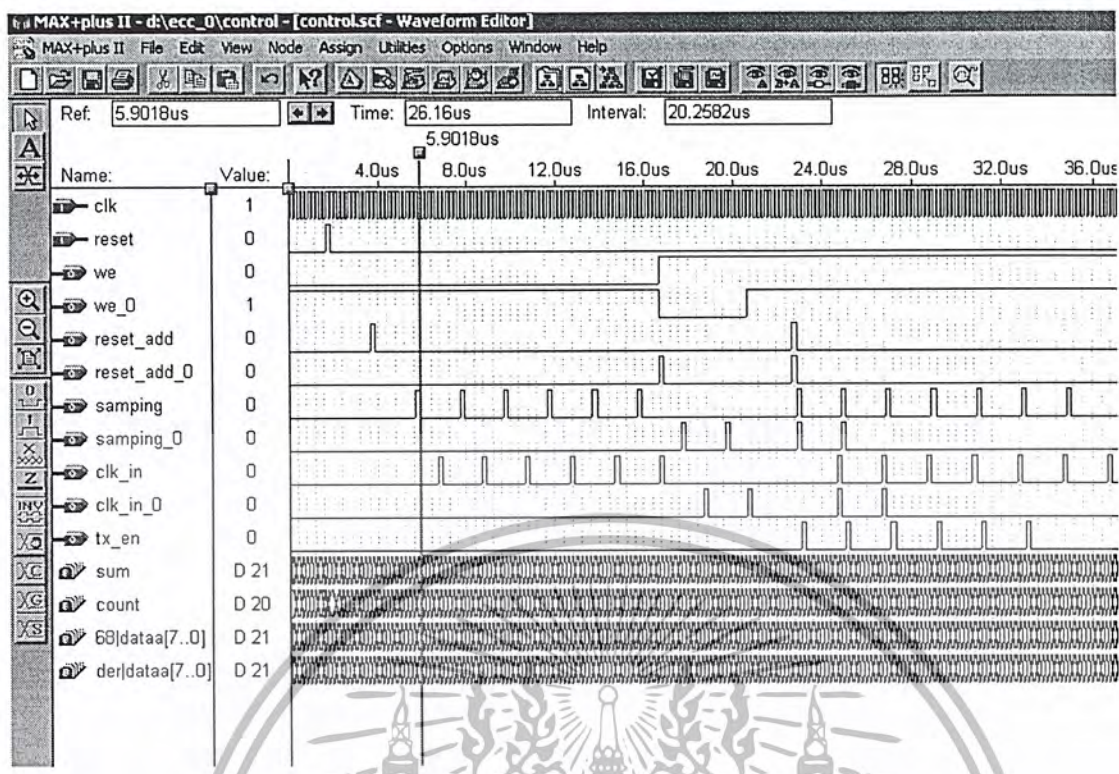 MAX+plus II - d:\ecc_0\control - [control.scf - Waveform Editor]
MAX+plus II File Edit View Node Assign Utilities Options Window Help
Ref: 5.9018us Time: 26.16us Interval: 20.2582us
5.9018us
Name: Value: 4.0us 8.0us 12.0us 16.0us 20.0us 24.0us 28.0us 32.0us 36.0us
clk 1
reset 0
we 0
we_0 1
reset_add 0
reset_add_0 0
samping 0
samping_0 0
clk_in 0
clk_in_0 0
tx_en 0
sum D 21
count D 20
68|dataa[7..0] D 21
der|dataa[7..0] D 21